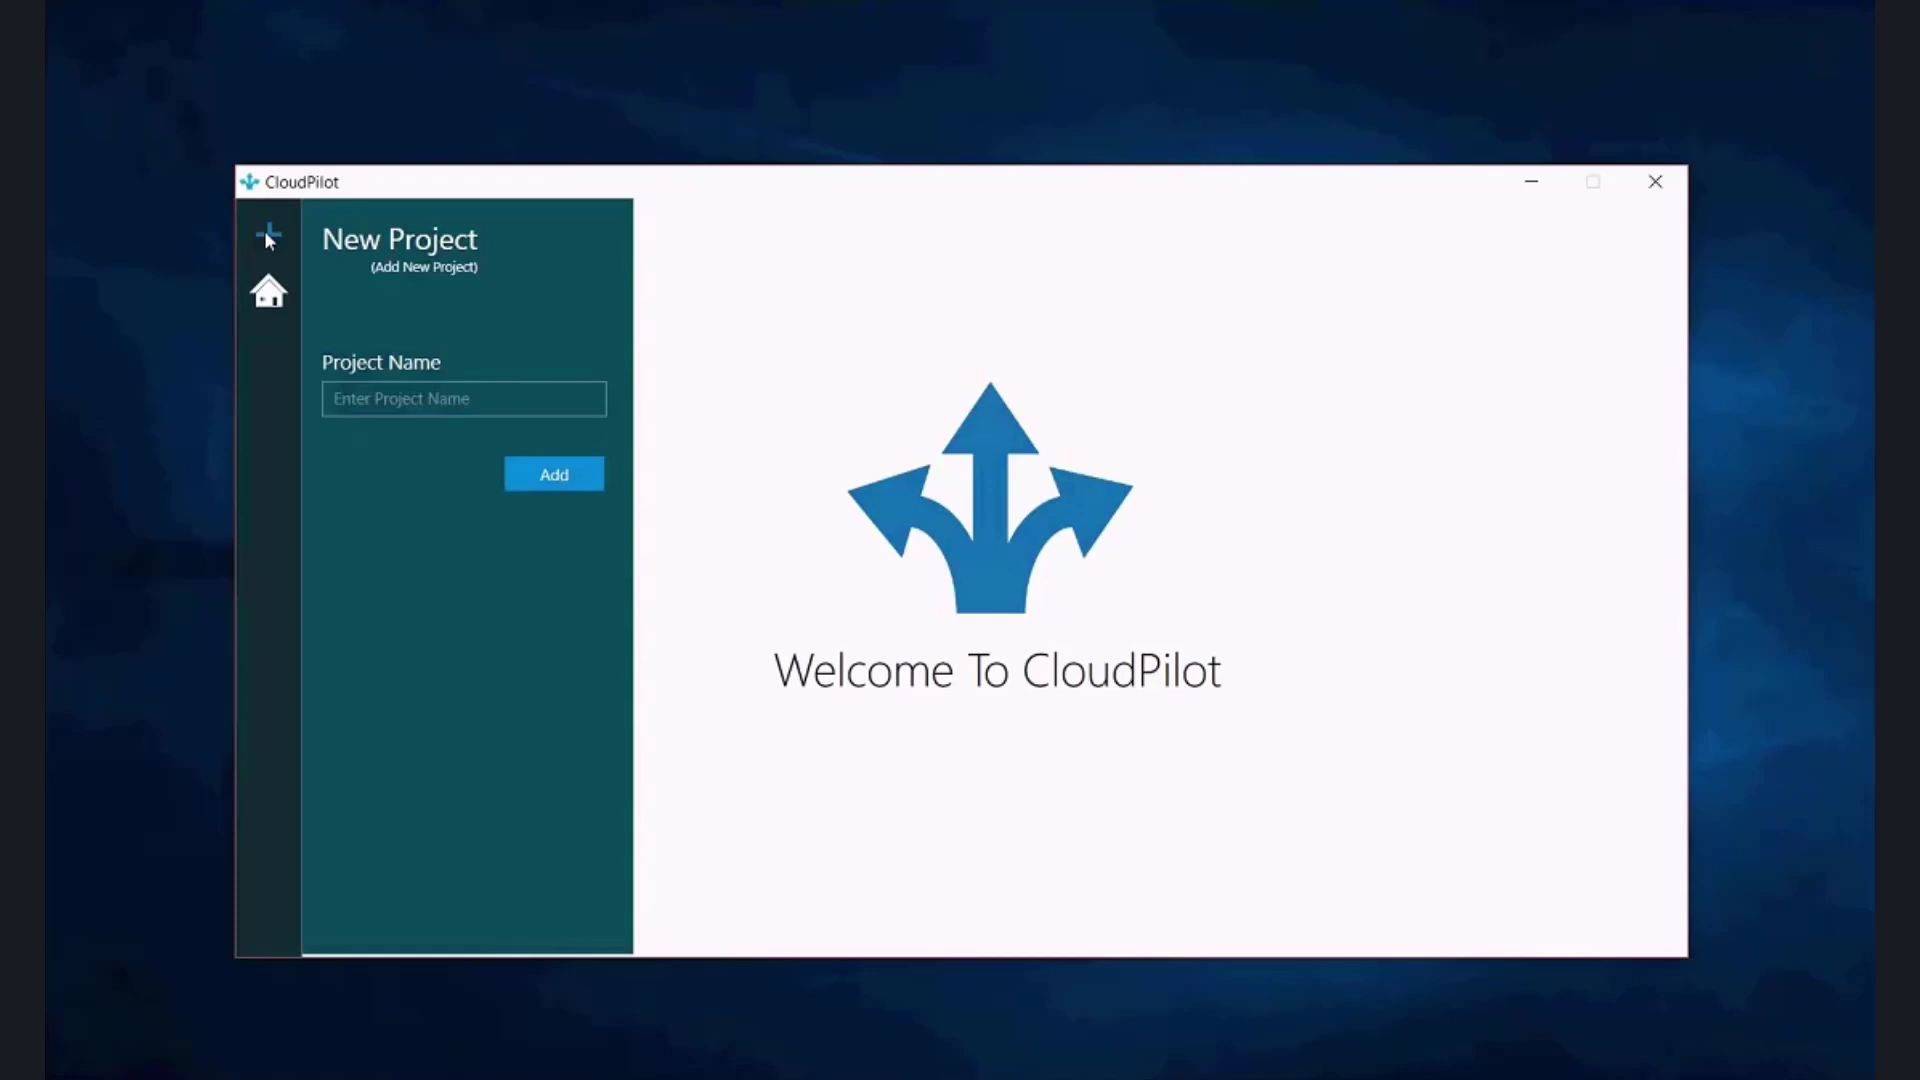 CloudPilot
New Project
(Add New Project)
Project Name
Enter Project Name
Add
Welcome To CloudPilot